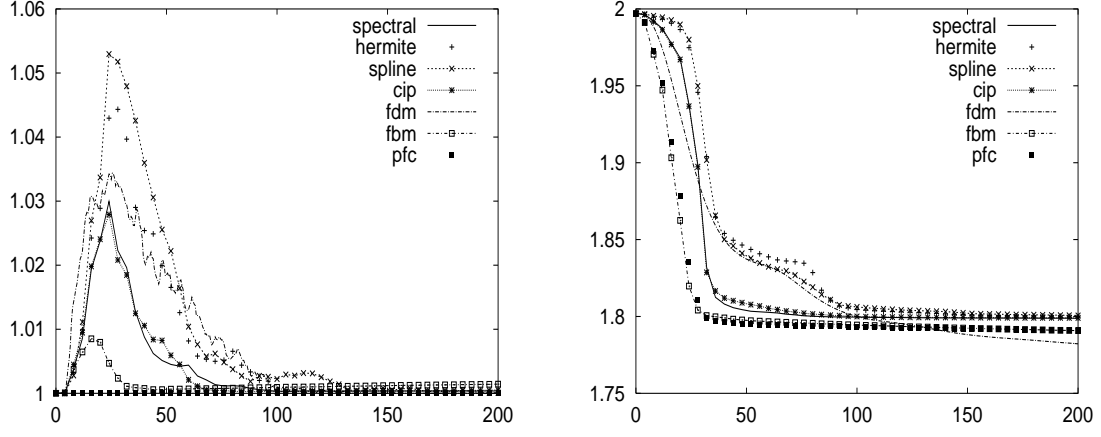 1.06
1.05
1.04
1.03
1.02
1.01
1
0 50 100 150 200
spectral
hermite
spline
cip
fdm
fbm
pfc
2
1.95
1.9
1.85
1.8
1.75
0 50 100 150 200
spectral
hermite
spline
cip
fdm
fbm
pfc